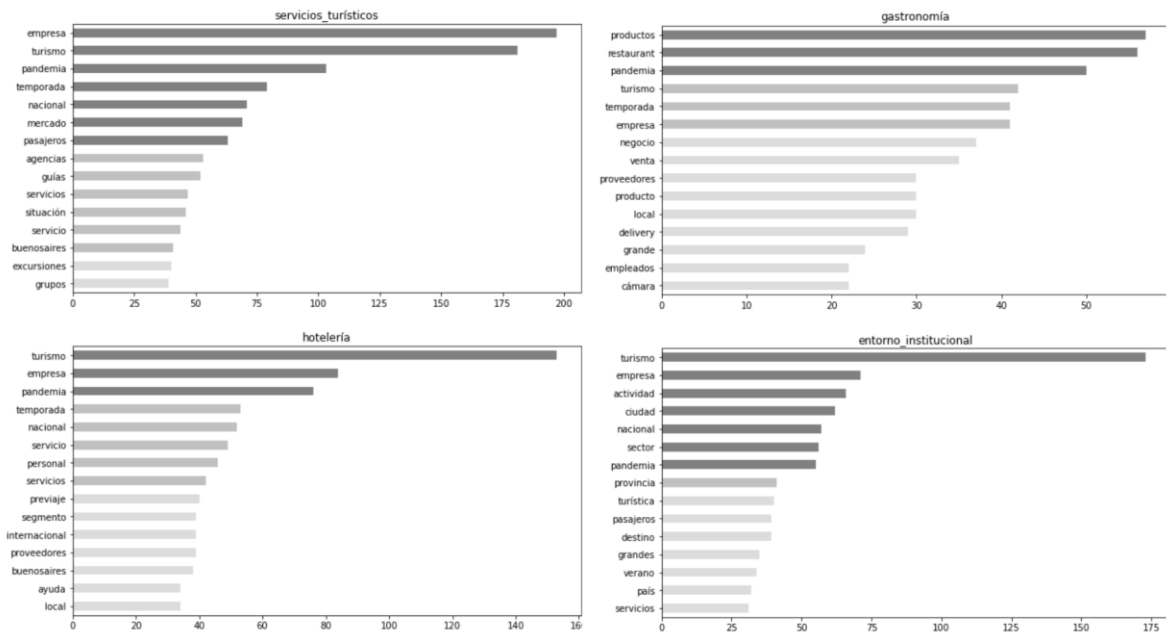 servicios_turísticos
empresa
turismo
pandemia
temporada
nacional
mercado
pasajeros
agencias
guías
servicios
situación
servicio
buenosaires
excursiones
grupos
0 25 50 75 100 125 150 175 200
gastronomía
productos
restaurant
pandemia
turismo
temporada
empresa
negocio
venta
proveedores
producto
local
delivery
grande
empleados
cámara
0 10 20 30 40 50
hotelería
turismo
empresa
pandemia
temporada
nacional
servicio
personal
servicios
previaje
segmento
internacional
proveedores
buenosaires
ayuda
local
0 20 40 60 80 100 120 140 16
entorno_institucional
turismo
empresa
actividad
ciudad
nacional
sector
pandemia
provincia
turística
pasajeros
destino
grandes
verano
país
servicios
0 25 50 75 100 125 150 175